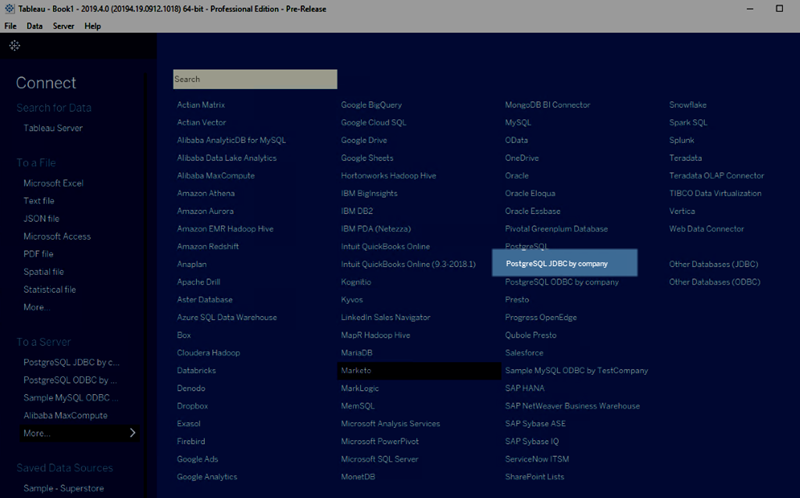 Tableau - Book1 - 2019.4.0 (20194.19.0912.1018) 64-bit - Professional Edition - Pre-Release
File Data Server Help
Connect
Search for Data
Tableau Server
To a File
Microsoft Excel
Text file
JSON file
Microsoft Access
PDF file
Spatial file
Statistical file
More...
To a Server
PostgreSQL JDBC by c...
PostgreSQL ODBC by ...
Sample MySQL ODBC ...
Alibaba MaxCompute
More...
Saved Data Sources
Sample - Superstore
Search
Actian Matrix
Actian Vector
Alibaba AnalyticDB for MySQL
Alibaba Data Lake Analytics
Alibaba MaxCompute
Amazon Athena
Amazon Aurora
Amazon EMR Hadoop Hive
Amazon Redshift
Anaplan
Apache Drill
Aster Database
Azure SQL Data Warehouse
Box
Cloudera Hadoop
Databricks
Denodo
Dropbox
Exasol
Firebird
Google Ads
Google Analytics
Google BigQuery
Google Cloud SQL
Google Drive
Google Sheets
Hortonworks Hadoop Hive
IBM BigInsights
IBM DB2
IBM PDA (Netezza)
Intuit QuickBooks Online
Intuit QuickBooks Online (9.3-2018.1)
Kognitio
Kyvos
LinkedIn Sales Navigator
MapR Hadoop Hive
MariaDB
Marketo
MarkLogic
MemSQL
Microsoft Analysis Services
Microsoft PowerPivot
Microsoft SQL Server
MonetDB
MongoDB BI Connector
MySQL
OData
OneDrive
Oracle
Oracle Eloqua
Oracle Essbase
Pivotal Greenplum Database
PostgreSQL
PostgreSQL JDBC by company
PostgreSQL ODBC by company
Presto
Progress OpenEdge
Qubole Presto
Salesforce
Sample MySQL ODBC by TestCompany
SAP HANA
SAP NetWeaver Business Warehouse
SAP Sybase ASE
SAP Sybase IQ
ServiceNow ITSM
SharePoint Lists
Snowflake
Spark SQL
Splunk
Teradata
Teradata OLAP Connector
TIBCO Data Virtualization
Vertica
Web Data Connector
Other Databases (JDBC)
Other Databases (ODBC)